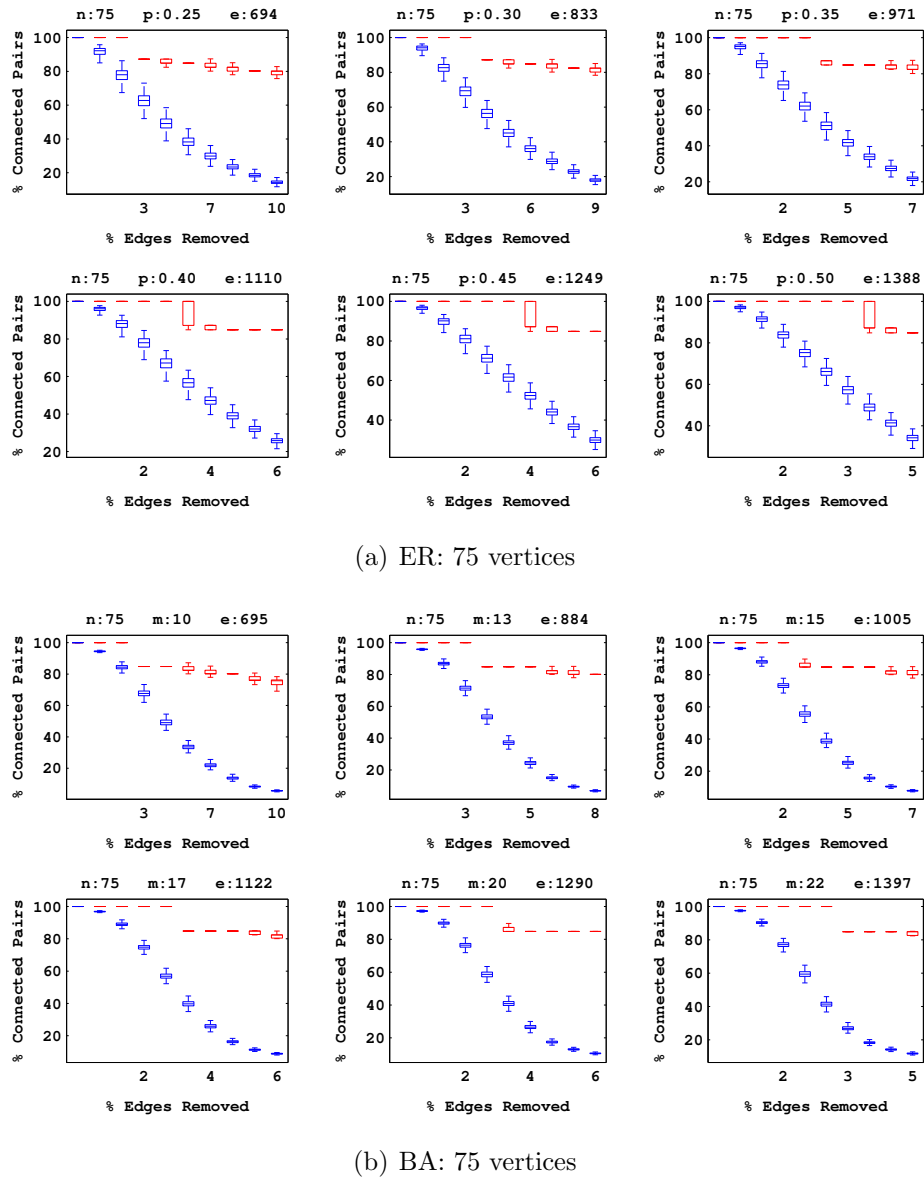 n:75 p:0.25 e:694
n:75 p:0.30 e:833
n:75 p:0.35 e:971
% Connected Pairs
100
80
60
40
20
3 7 10
% Edges Removed
% Connected Pairs
100
80
60
40
20
3 6 9
% Edges Removed
% Connected Pairs
100
80
60
40
20
2 5 7
% Edges Removed
n:75 p:0.40 e:1110
n:75 p:0.45 e:1249
n:75 p:0.50 e:1388
% Connected Pairs
100
80
60
40
20
2 4 6
% Edges Removed
% Connected Pairs
100
80
60
40
2 4 6
% Edges Removed
% Connected Pairs
100
80
60
40
2 3 5
% Edges Removed
(a) ER: 75 vertices
n:75 m:10 e:695
n:75 m:13 e:884
n:75 m:15 e:1005
% Connected Pairs
100
80
60
40
20
3 7 10
% Edges Removed
% Connected Pairs
100
80
60
40
20
3 5 8
% Edges Removed
% Connected Pairs
100
80
60
40
20
2 5 7
% Edges Removed
n:75 m:17 e:1122
n:75 m:20 e:1290
n:75 m:22 e:1397
% Connected Pairs
100
80
60
40
20
2 4 6
% Edges Removed
% Connected Pairs
100
80
60
40
20
2 4 6
% Edges Removed
% Connected Pairs
100
80
60
40
20
2 3 5
% Edges Removed
(b) BA: 75 vertices